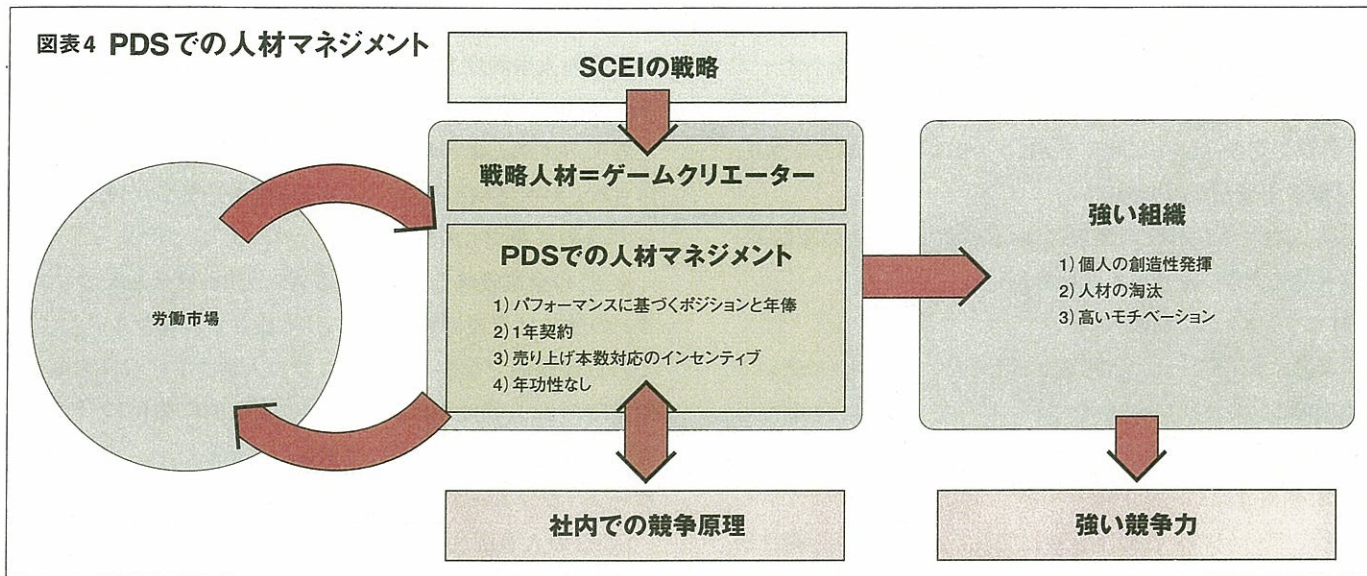 図表4 PDSでの人材マネジメント
SCEIの戦略
戦略人材＝ゲームクリエーター
PDSでの人材マネジメント
1）パフォーマンスに基づくポジションと年俸
2）1年契約
3）売り上げ本数対応のインセンティブ
4）年功性なし
労働市場
強い組織
1）個人の創造性発揮
2）人材の淘汰
3）高いモチベーション
社内での競争原理
強い競争力